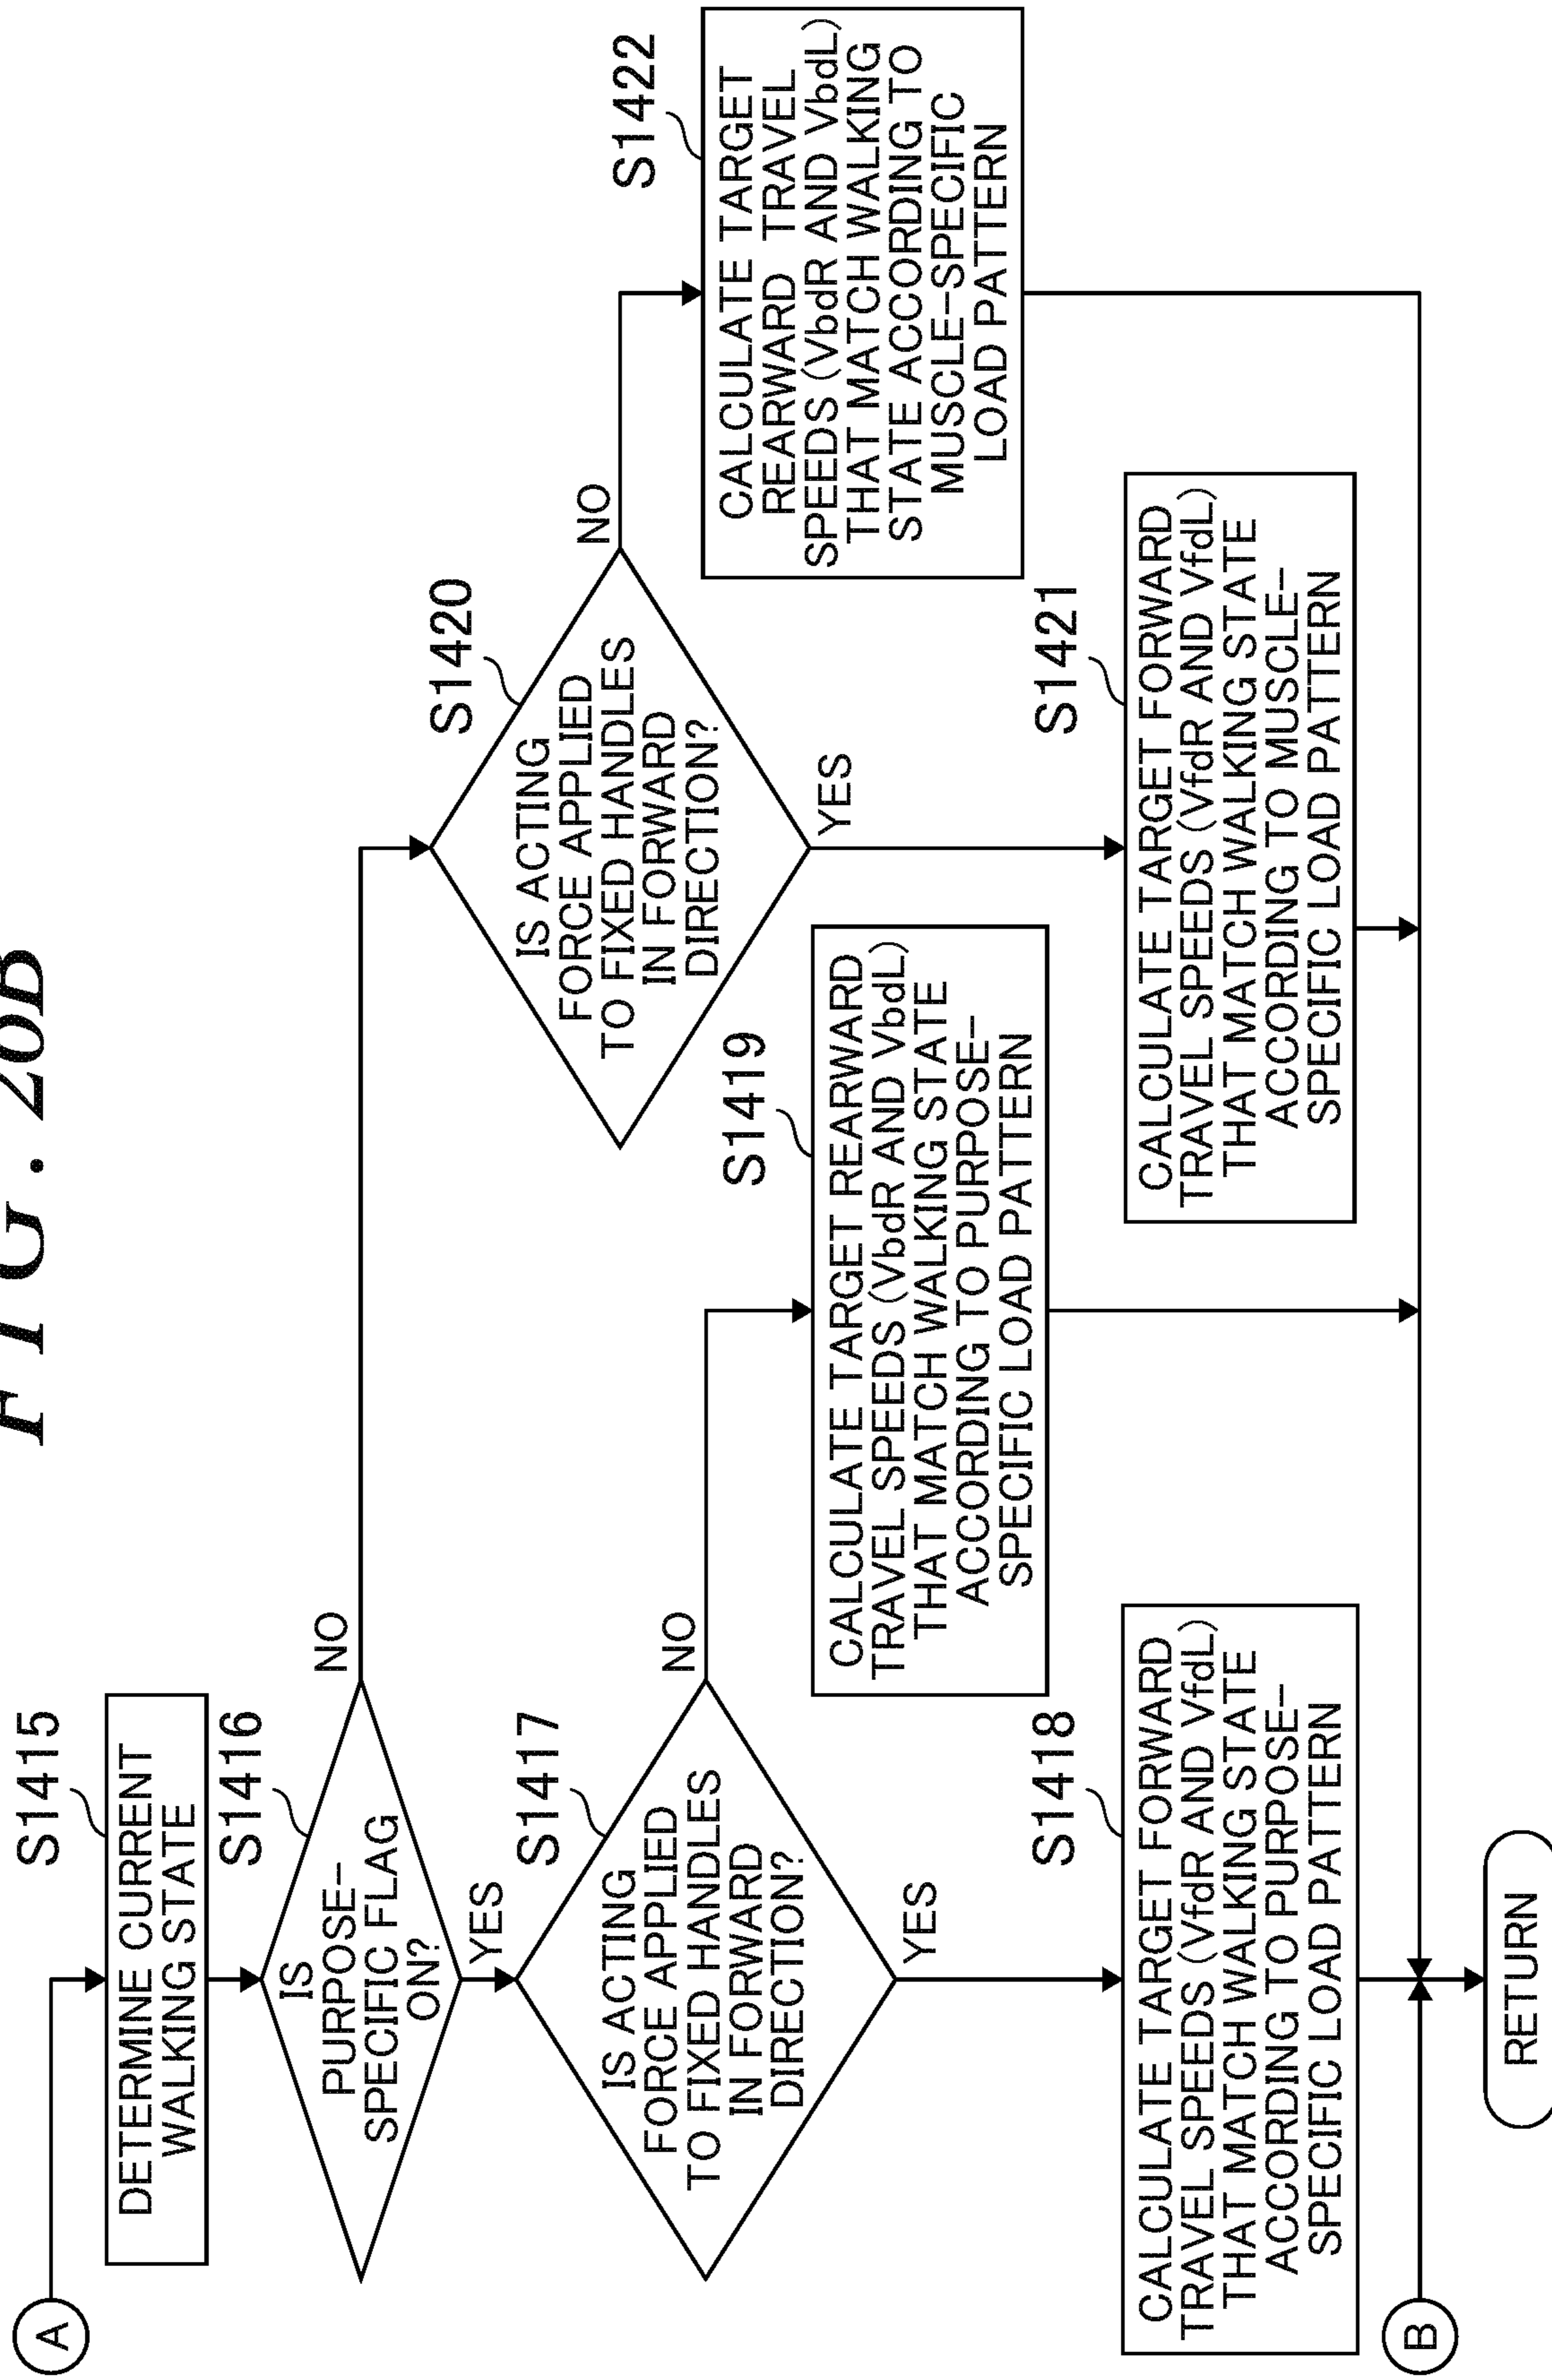 FIG. 20B
A
S1415
DETERMINE CURRENT
WALKING STATE
S1416
IS
PURPOSE-
SPECIFIC FLAG
ON?
NO
YES
S1417
IS ACTING
FORCE APPLIED
TO FIXED HANDLES
IN FORWARD
DIRECTION?
NO
YES
S1418
CALCULATE TARGET FORWARD
TRAVEL SPEEDS (VfdR AND VfdL)
THAT MATCH WALKING STATE
ACCORDING TO PURPOSE-
SPECIFIC LOAD PATTERN
S1419
CALCULATE TARGET REARWARD
TRAVEL SPEEDS (VbdR AND VbdL)
THAT MATCH WALKING STATE
ACCORDING TO PURPOSE-
SPECIFIC LOAD PATTERN
S1420
IS ACTING
FORCE APPLIED
TO FIXED HANDLES
IN FORWARD
DIRECTION?
NO
YES
S1421
CALCULATE TARGET FORWARD
TRAVEL SPEEDS (VfdR AND VfdL)
THAT MATCH WALKING STATE
ACCORDING TO MUSCLE-
SPECIFIC LOAD PATTERN
S1422
CALCULATE TARGET
REARWARD TRAVEL
SPEEDS (VbdR AND VbdL)
THAT MATCH WALKING
STATE ACCORDING TO
MUSCLE-SPECIFIC
LOAD PATTERN
B
RETURN